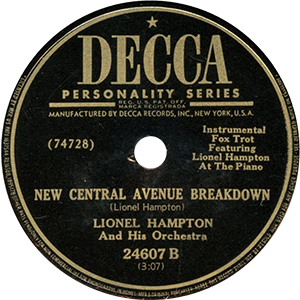 DECCA
PERSONALITY SERIES
REG. U.S. PAT. OFF.
MARCA REGISTRADA
MANUFACTURED BY DECCA RECORDS, INC., NEW YORK, U.S.A.
(74728)
Instrumental
Fox Trot
Featuring
Lionel Hampton
At The Piano
NEW CENTRAL AVENUE BREAKDOWN
(Lionel Hampton)
LIONEL HAMPTON
And His Orchestra
24607 B
(3:07)